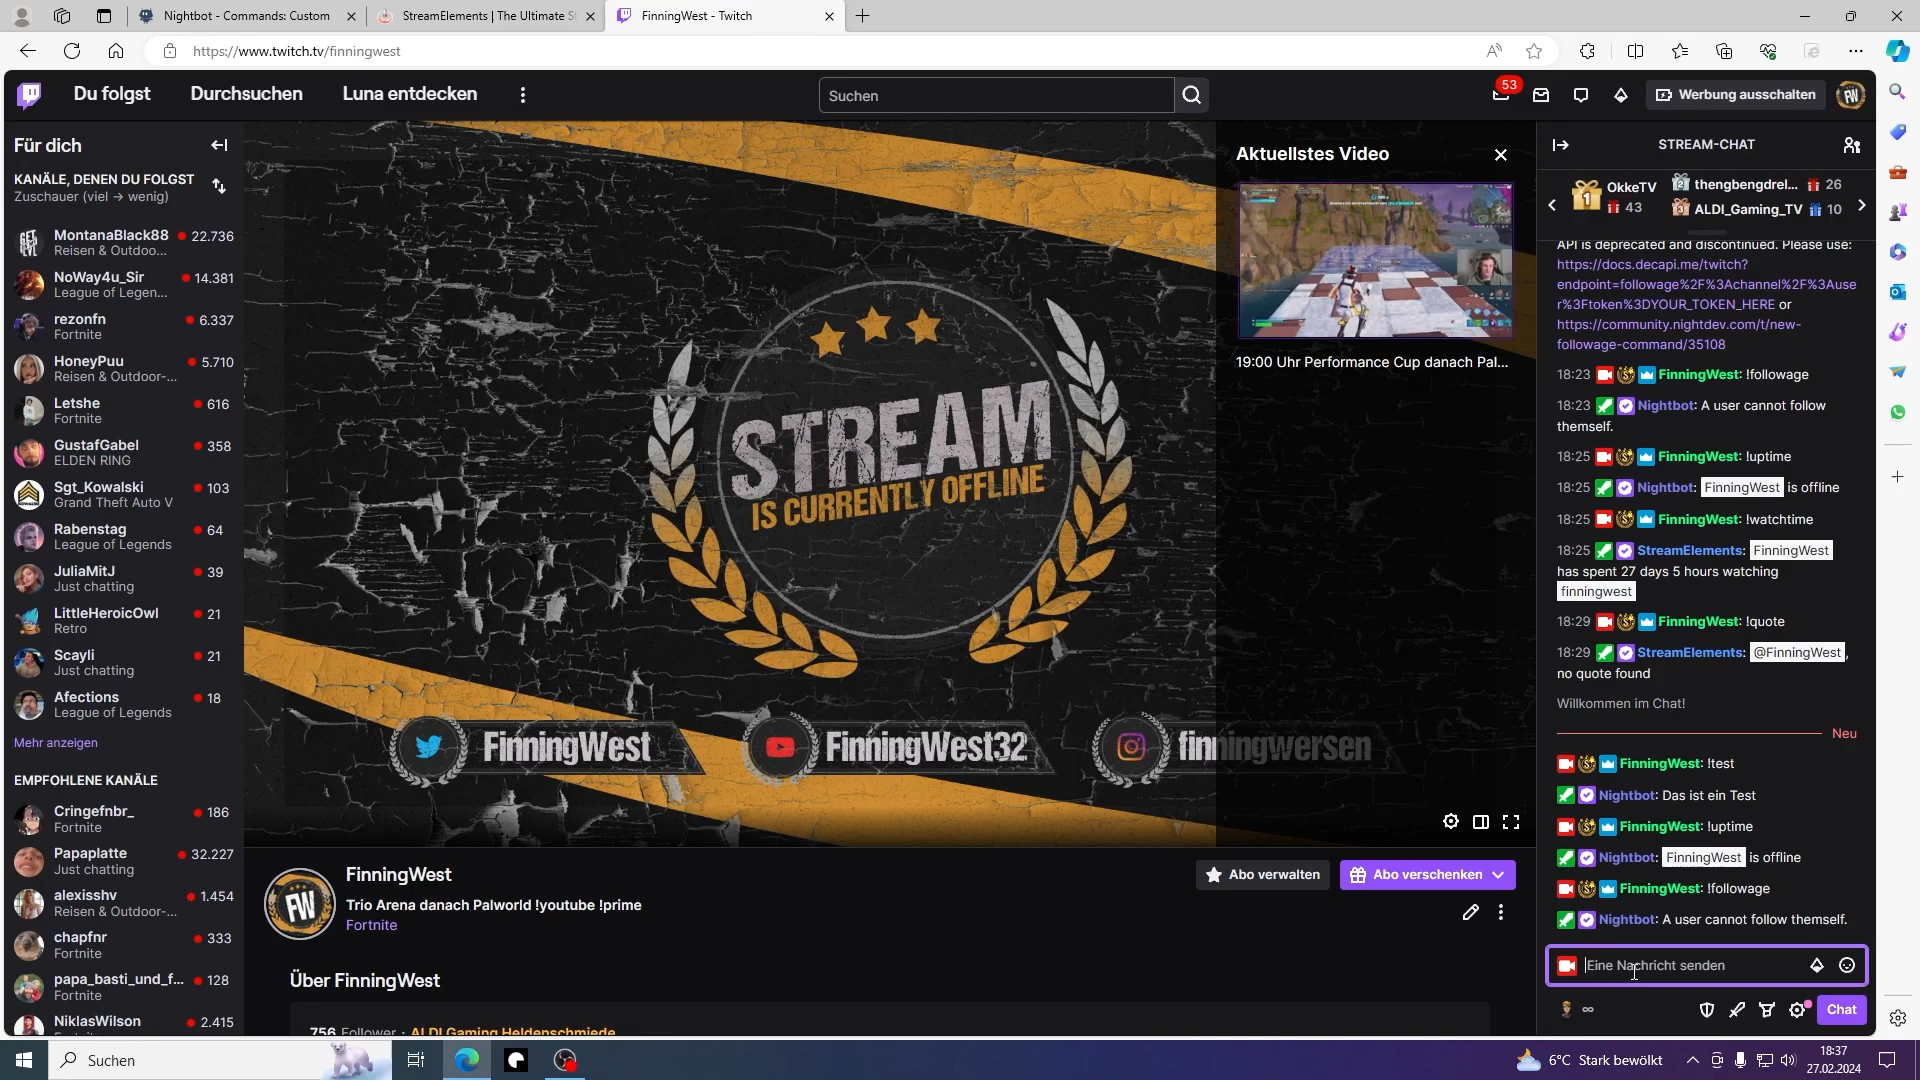 Nightbot - Commands: Custom
StreamElements | The Ultimate S
FinningWest - Twitch
https://www.twitch.tv/finningwest
Du folgst
Durchsuchen
Luna entdecken
Suchen
53
Werbung ausschalten
Für dich
KANÄLE, DENEN DU FOLGST
Zuschauer (viel → wenig)
MontanaBlack88 22.736
Reisen & Outdoo...
NoWay4u_Sir 14.381
League of Legen...
rezonfn 6.337
Fortnite
HoneyPuu 5.710
Reisen & Outdoor-...
Letshe 616
Fortnite
GustafGabel 358
ELDEN RING
Sgt_Kowalski 103
Grand Theft Auto V
Rabenstag 64
League of Legends
JuliaMitJ 39
Just chatting
LittleHeroicOwl 21
Retro
Scayli 21
Just chatting
Afections 18
League of Legends
Mehr anzeigen
EMPFOHLENE KANÄLE
Cringefnbr_ 186
Fortnite
Papaplatte 32.227
Just chatting
alexisshv 1.454
Reisen & Outdoor-...
chapfnr 333
Fortnite
papa_basti_und_f... 128
Fortnite
NiklasWilson 2.415
STREAM
IS CURRENTLY OFFLINE
FinningWest
FinningWest32
finningwersen
Aktuellstes Video
19:00 Uhr Performance Cup danach Pal...
FW
FinningWest
Trio Arena danach Palworld !youtube !prime
Fortnite
Abo verwalten
Abo verschenken
Über FinningWest
756 Follower · ALDI Gaming Heldenschmiede
STREAM-CHAT
1 OkkeTV
43
2 thengbengdrel... 26
3 ALDI_Gaming_TV 10
API is deprecated and discontinued. Please use:
https://docs.decapi.me/twitch?
endpoint=followage%2F%3Achannel%2F%3Ause
r%3Ftoken%3DYOUR_TOKEN_HERE or
https://community.nightdev.com/t/new-
followage-command/35108
18:23 FinningWest: !followage
18:23 Nightbot: A user cannot follow
themself.
18:25 FinningWest: !uptime
18:25 Nightbot: FinningWest is offline
18:25 FinningWest: !watchtime
18:25 StreamElements: FinningWest
has spent 27 days 5 hours watching
finningwest
18:29 FinningWest: !quote
18:29 StreamElements: @FinningWest,
no quote found
Willkommen im Chat!
Neu
FinningWest: !test
Nightbot: Das ist ein Test
FinningWest: !uptime
Nightbot: FinningWest is offline
FinningWest: !followage
Nightbot: A user cannot follow themself.
Eine Nachricht senden
∞
Chat
Suchen
6°C Stark bewölkt
18:37
27.02.2024